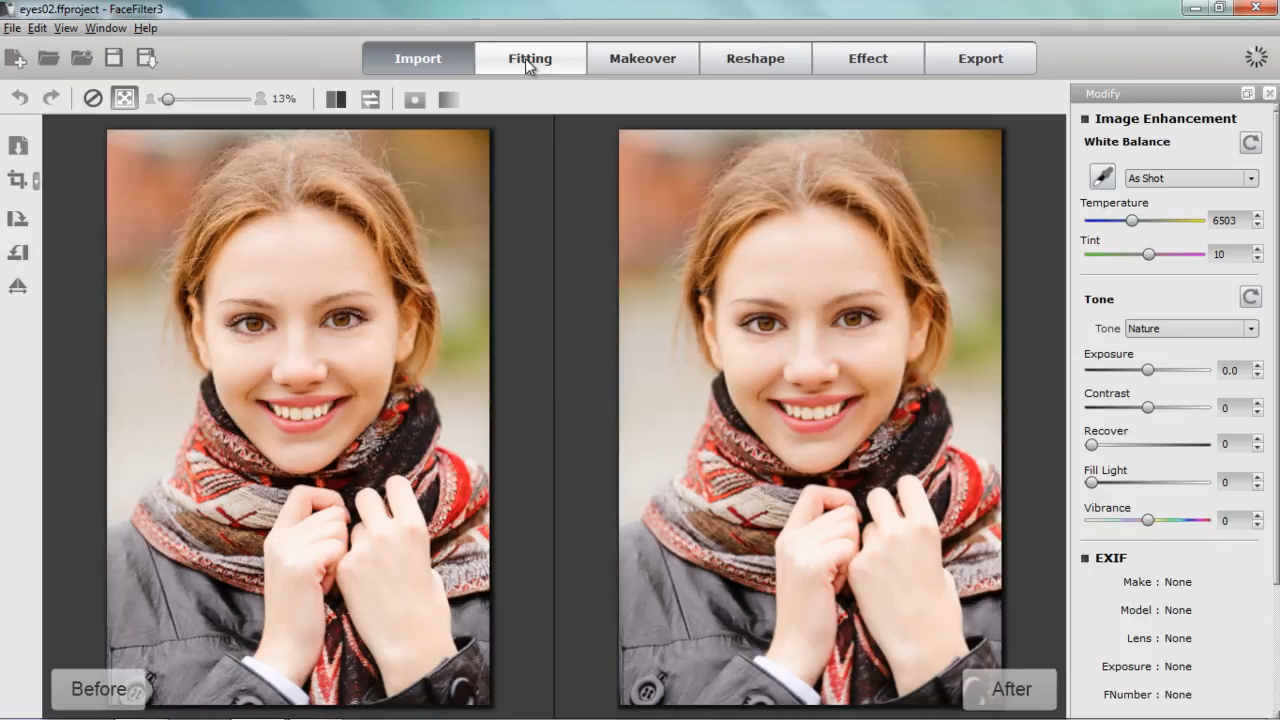 eyes02.ffproject - FaceFilter3
File Edit View Window Help
Import Fitting Makeover Reshape Effect Export
13%
Modify
Image Enhancement
White Balance
As Shot
Temperature
6503
Tint
10
Tone
Tone Nature
Exposure
0.0
Contrast
0
Recover
0
Fill Light
0
Vibrance
0
EXIF
Make : None
Model : None
Lens : None
Exposure : None
FNumber : None
Before
After